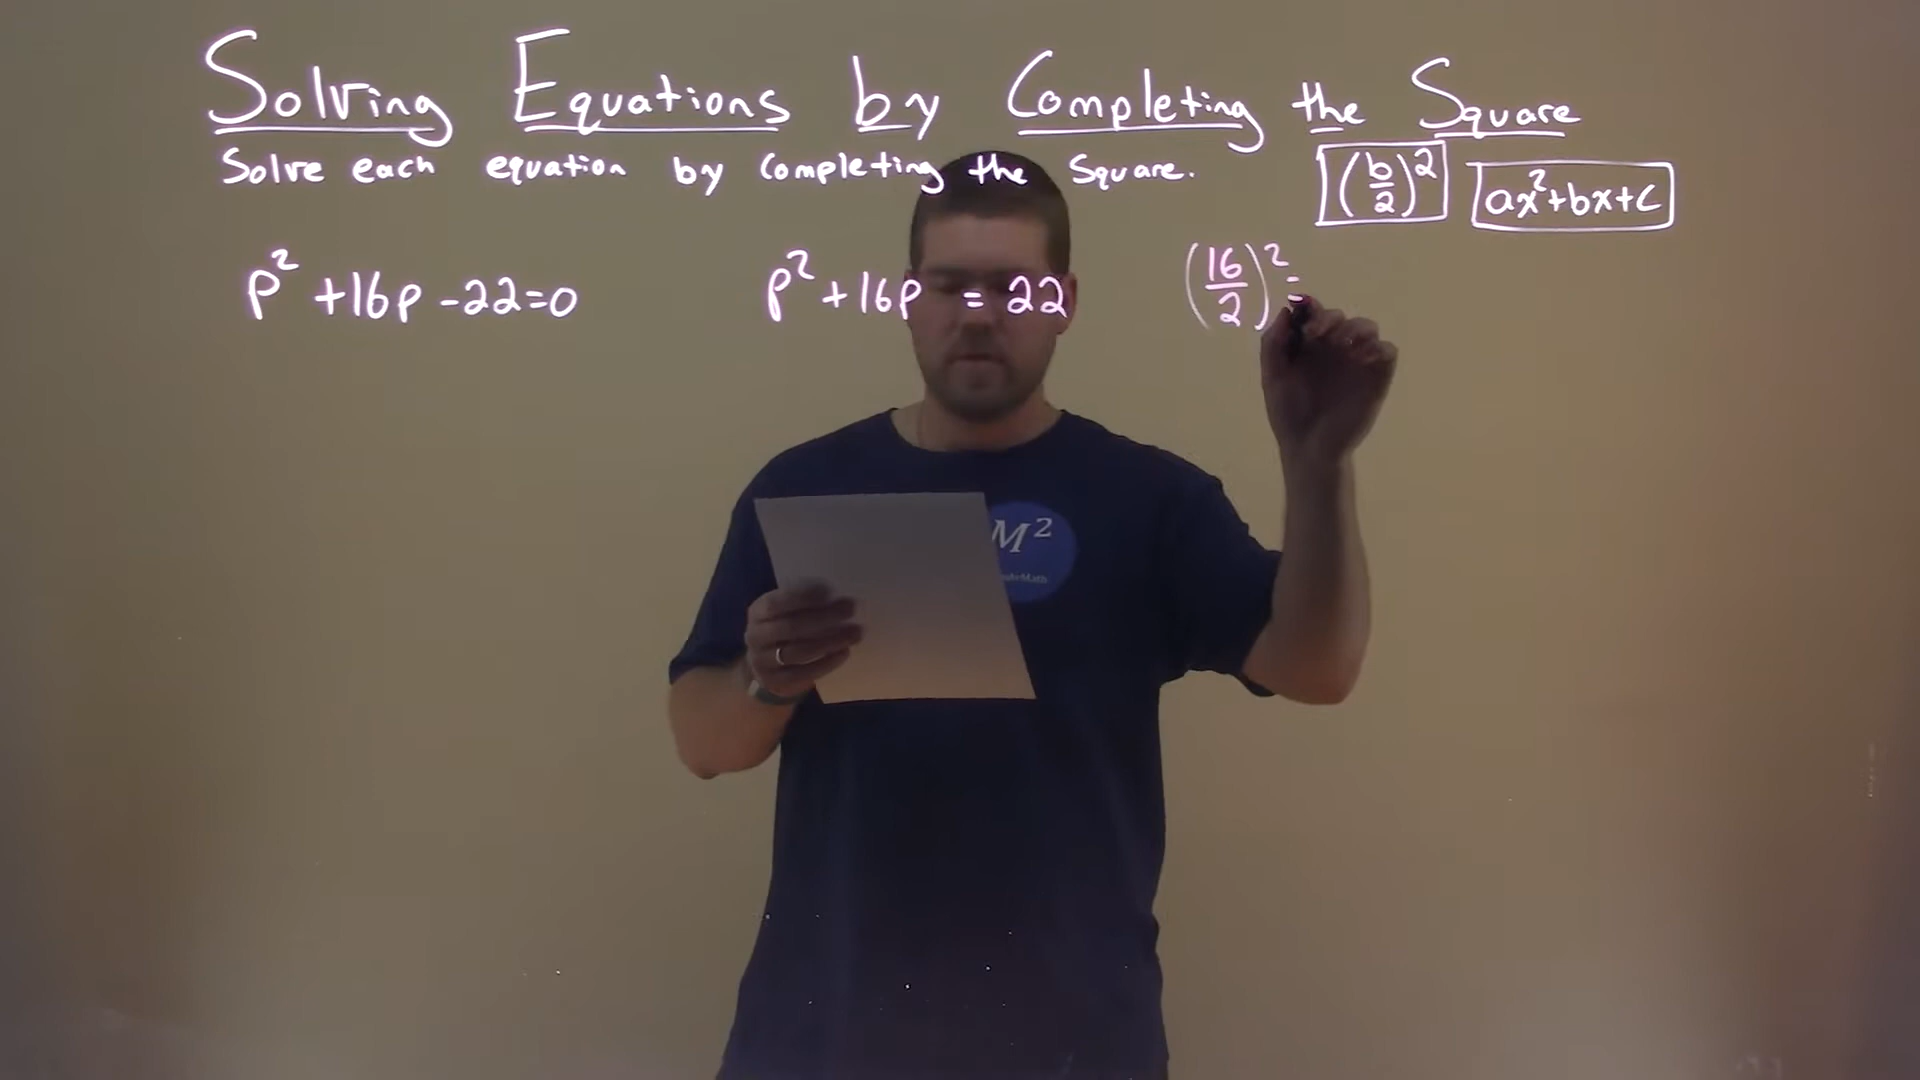 Solving Equations by Completing the Square
Solve each equation by completing the Square.
(b/2)²
ax²+bx+c
p²+16p-22=0
p²+16p =22
(16/2)²=
M²